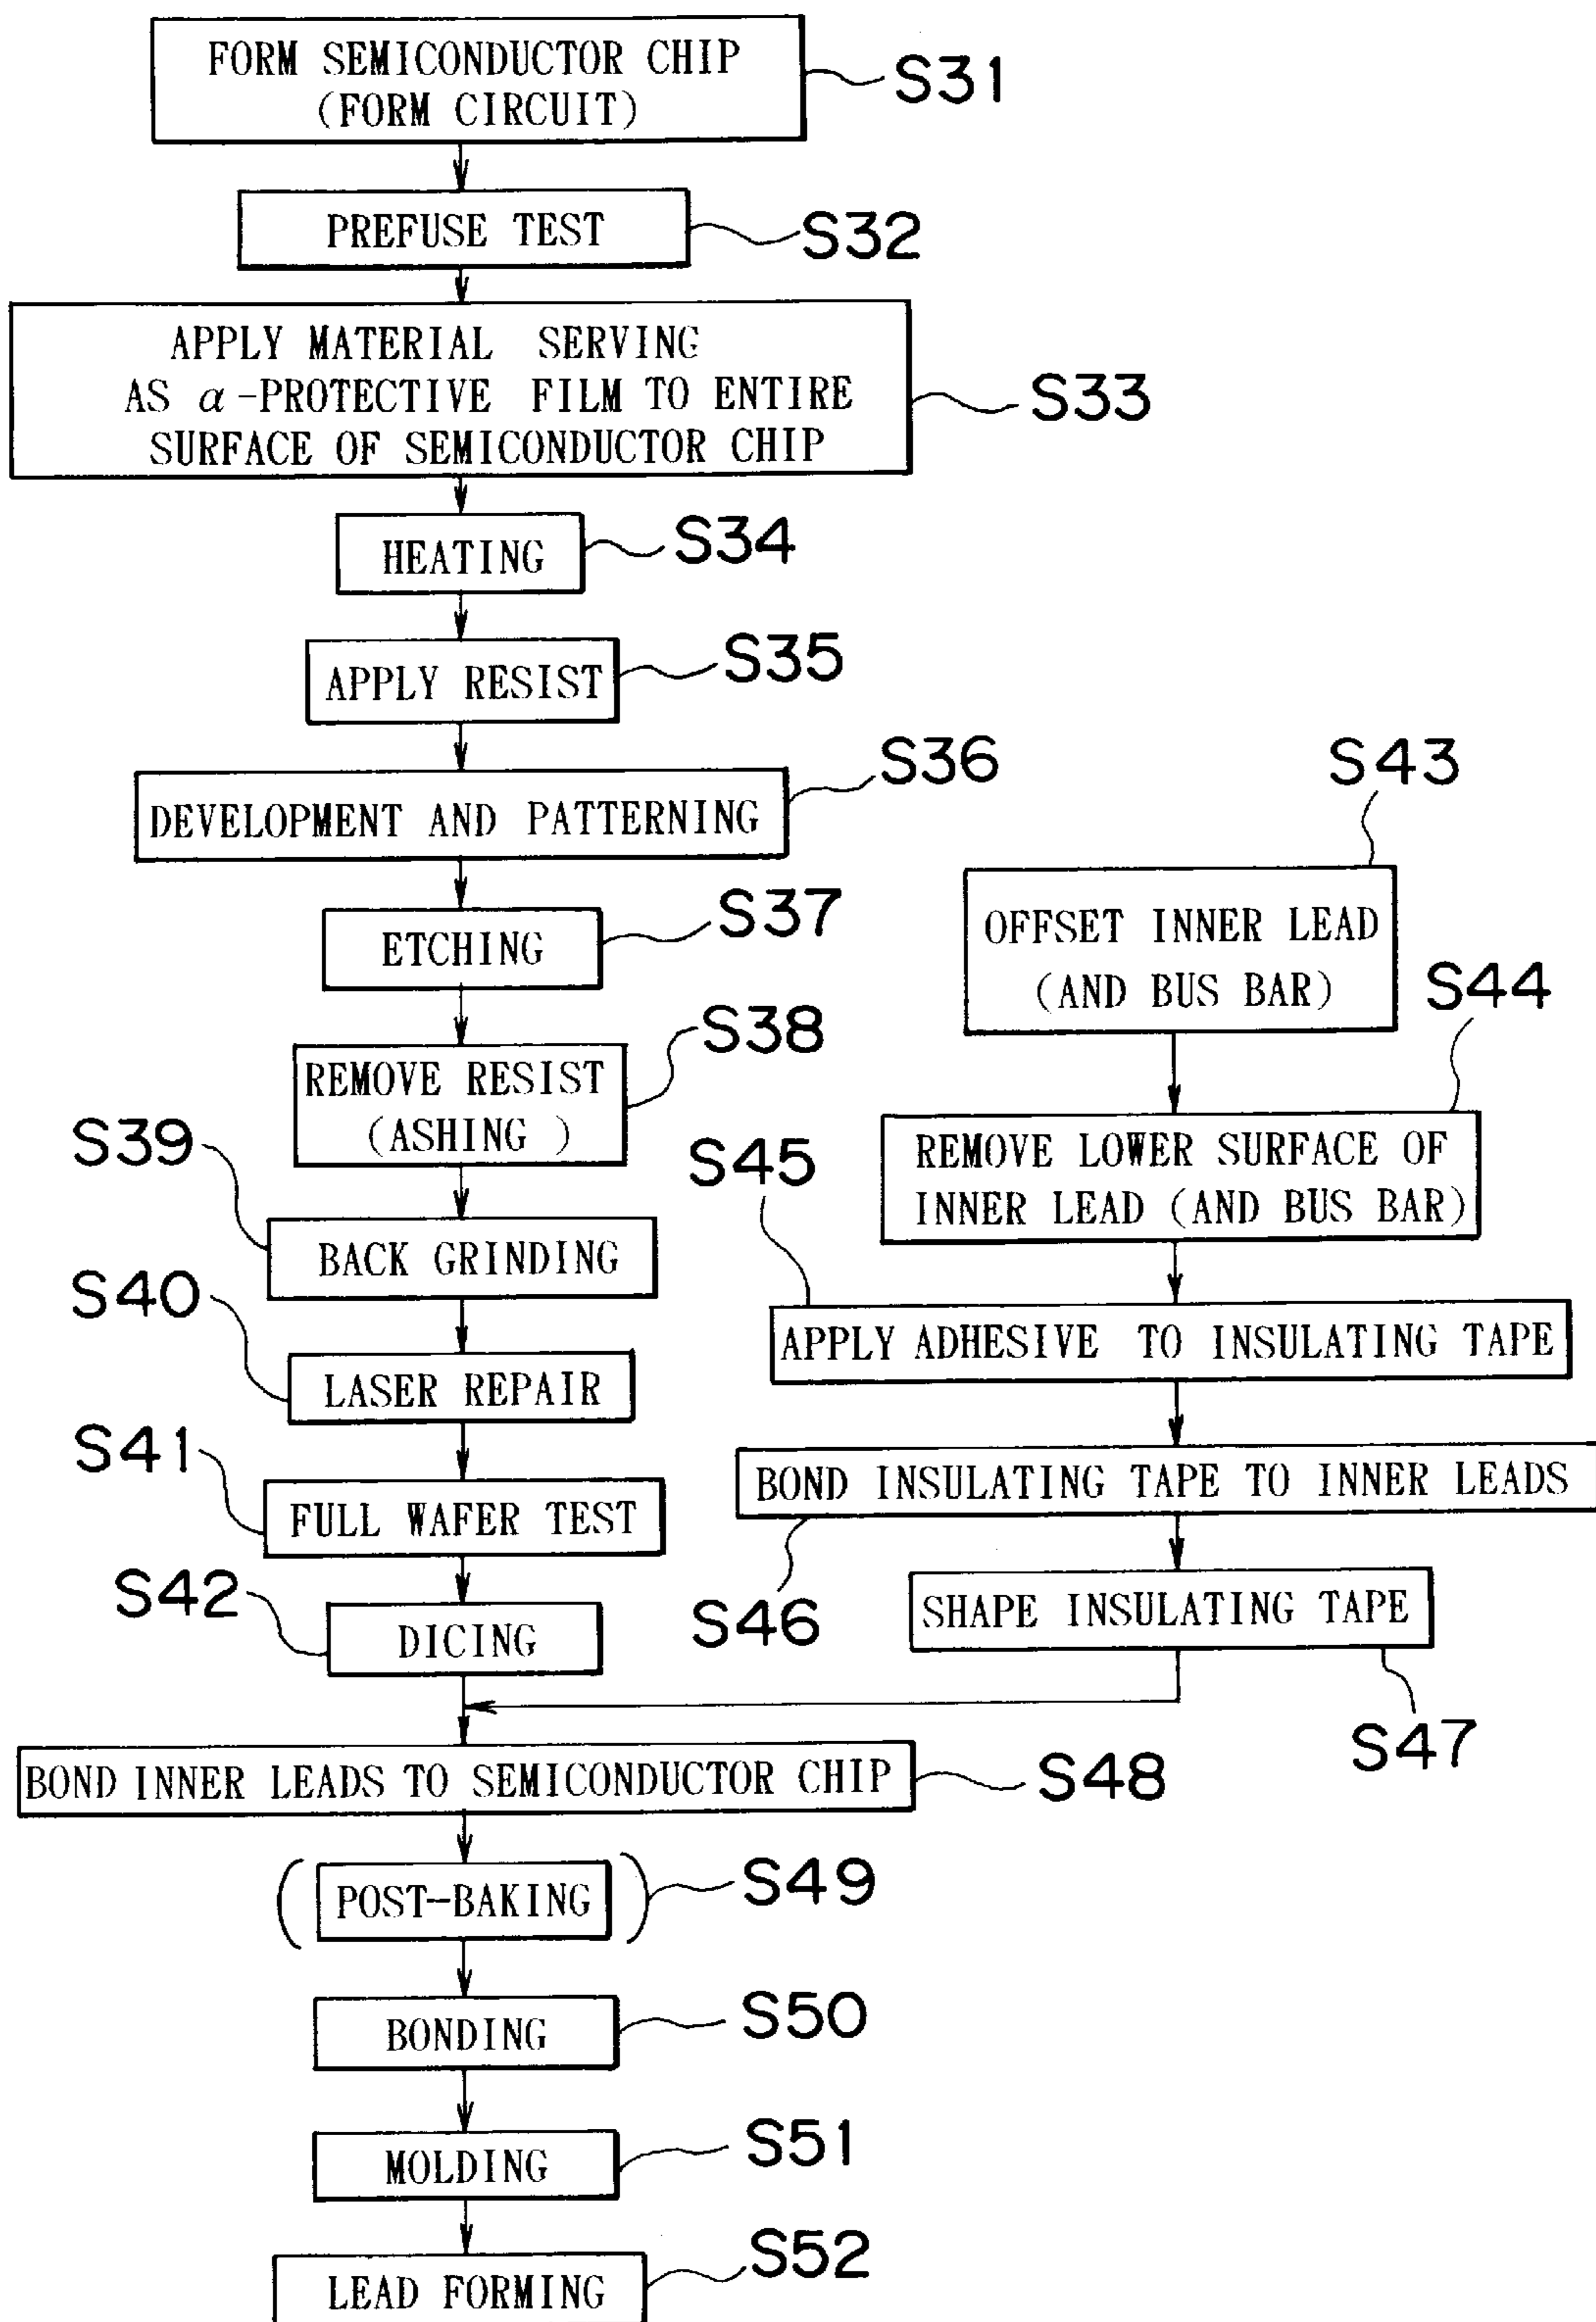 FORM SEMICONDUCTOR CHIP
(FORM CIRCUIT)
S31
PREFUSE TEST
S32
APPLY MATERIAL SERVING
AS α-PROTECTIVE FILM TO ENTIRE
SURFACE OF SEMICONDUCTOR CHIP
S33
HEATING
S34
APPLY RESIST
S35
DEVELOPMENT AND PATTERNING
S36
ETCHING
S37
REMOVE RESIST
(ASHING )
S38
S39
BACK GRINDING
S40
LASER REPAIR
S41
FULL WAFER TEST
S42
DICING
S43
OFFSET INNER LEAD
(AND BUS BAR)
S44
REMOVE LOWER SURFACE OF
INNER LEAD (AND BUS BAR)
S45
APPLY ADHESIVE TO INSULATING TAPE
BOND INSULATING TAPE TO INNER LEADS
S46
SHAPE INSULATING TAPE
S47
BOND INNER LEADS TO SEMICONDUCTOR CHIP
S48
(POST-BAKING)
S49
BONDING
S50
MOLDING
S51
LEAD FORMING
S52